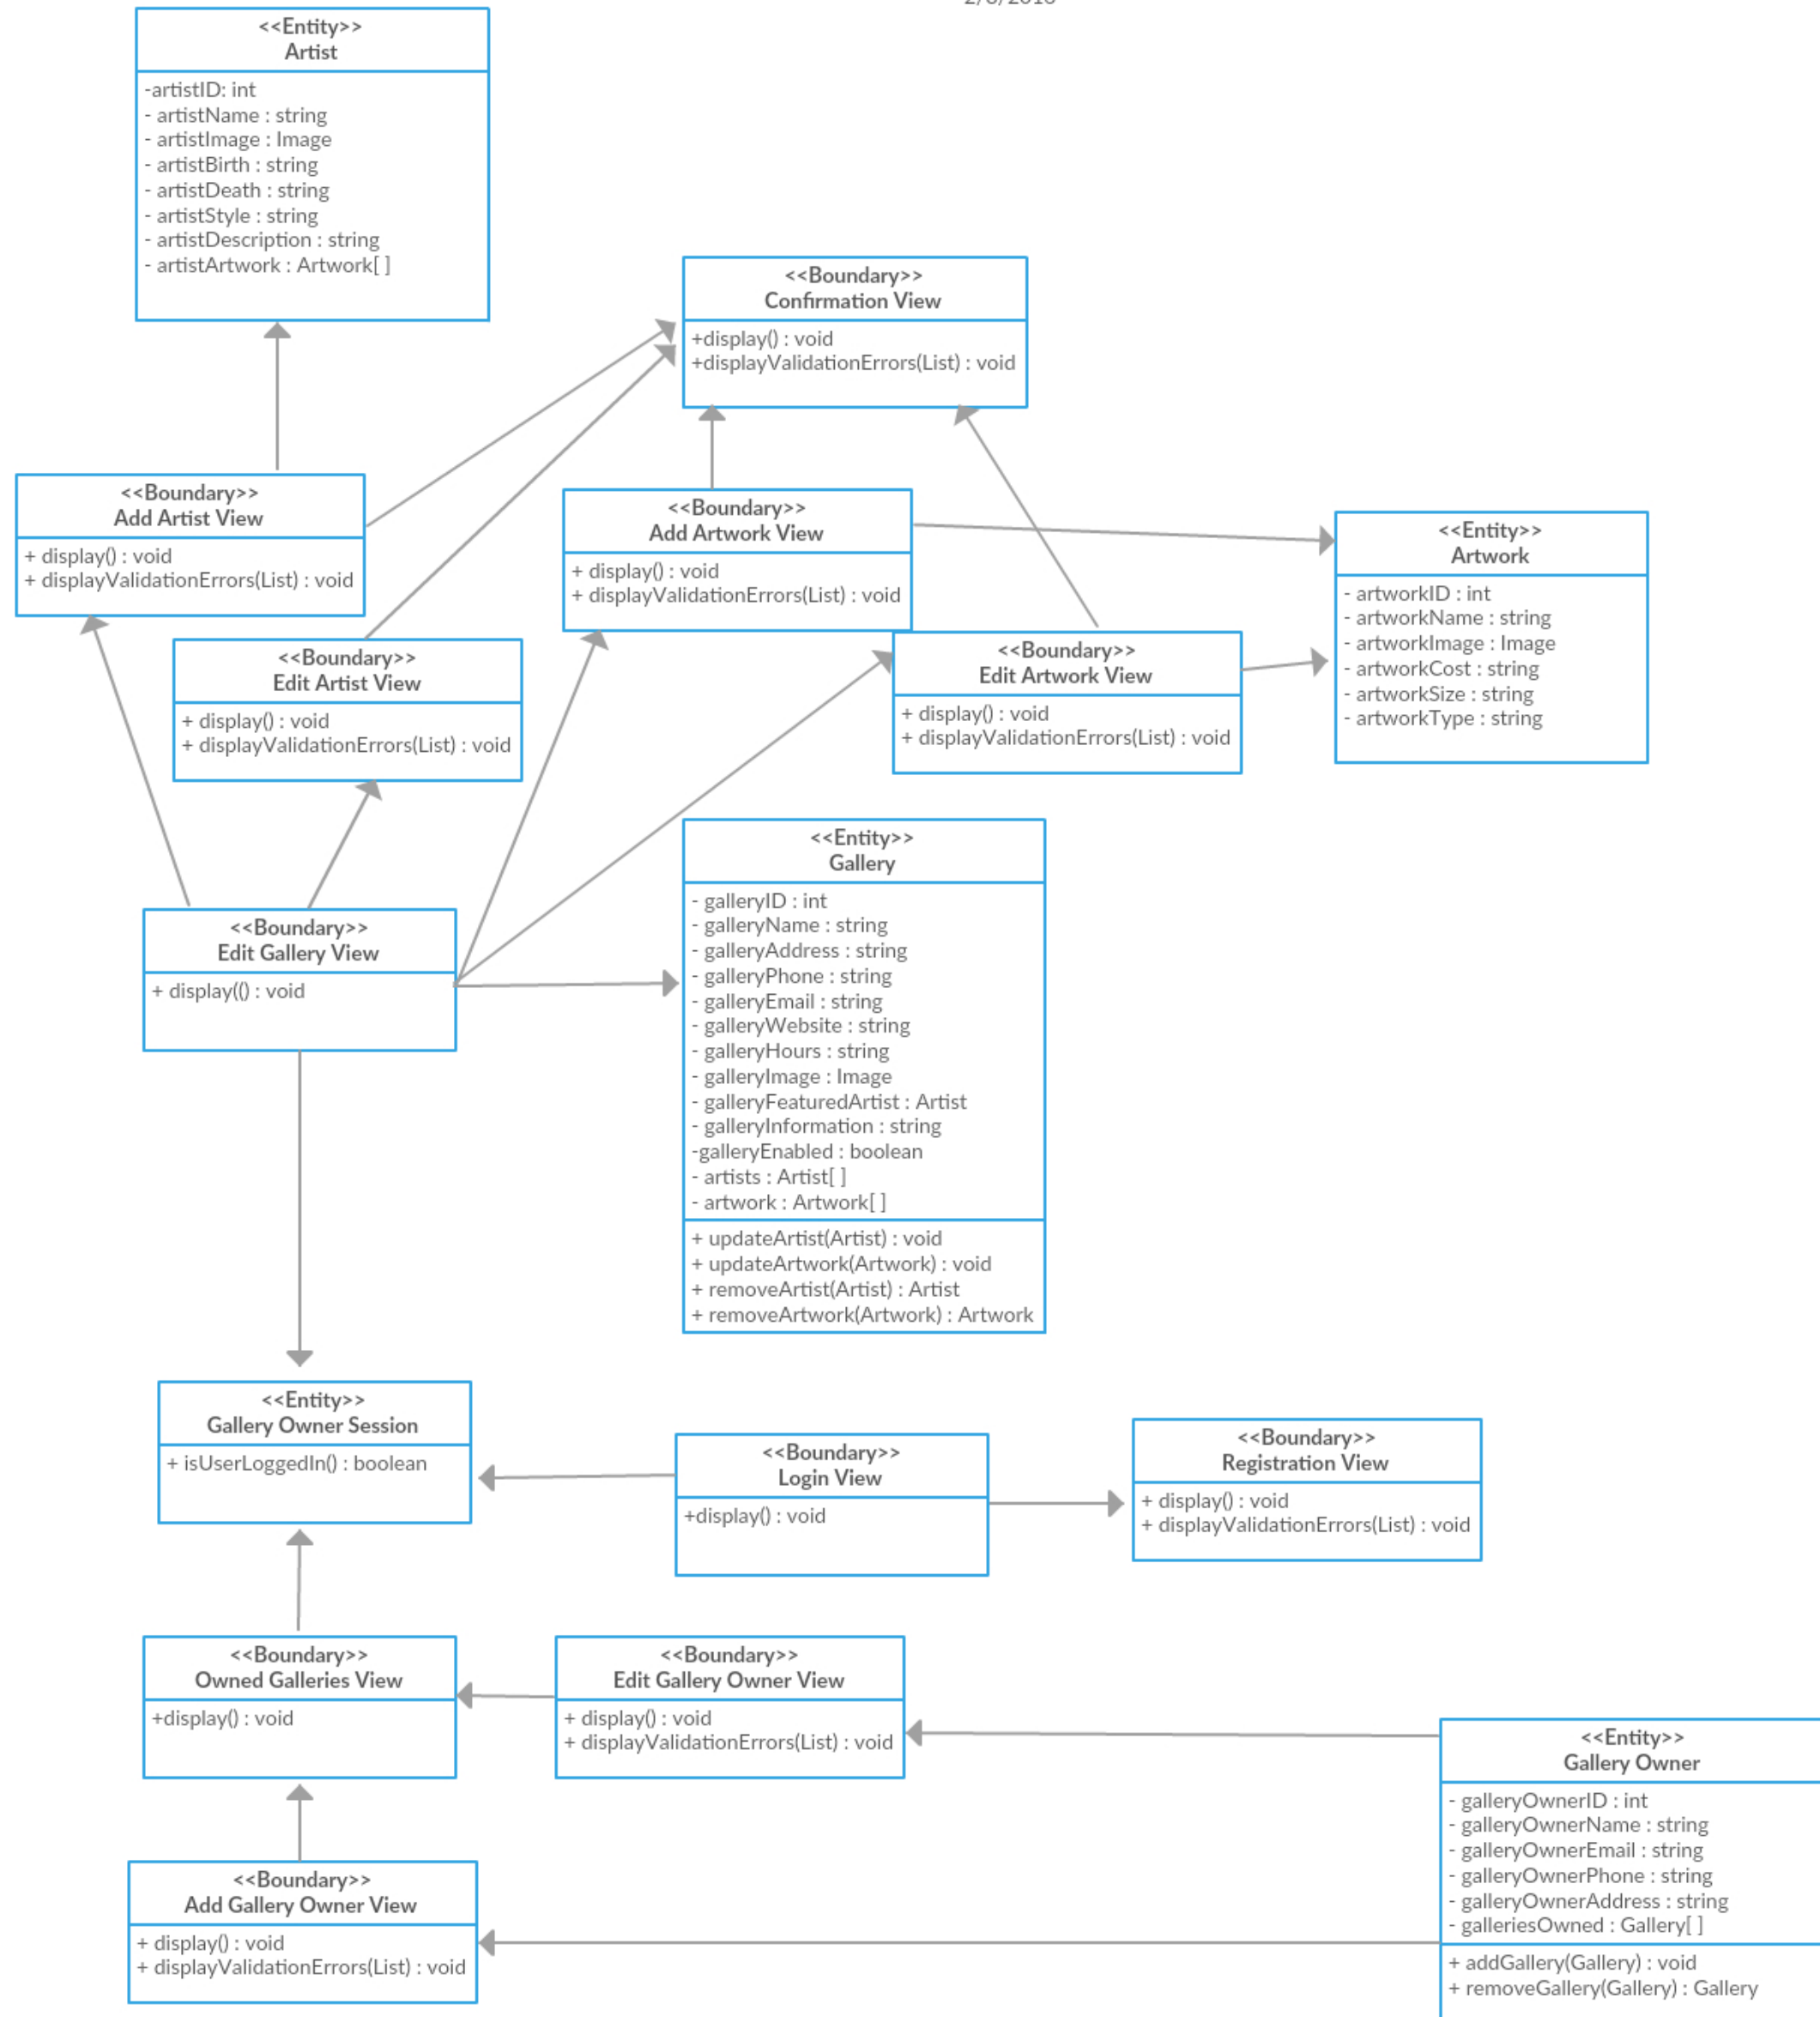 <<Entity>>
Artist
-artistID: int
- artistName : string
- artistImage : Image
- artistBirth : string
- artistDeath : string
- artistStyle : string
- artistDescription : string
- artistArtwork : Artwork[ ]
<<Boundary>>
Confirmation View
+display() : void
+displayValidationErrors(List) : void
<<Boundary>>
Add Artist View
+ display() : void
+ displayValidationErrors(List) : void
<<Boundary>>
Add Artwork View
+ display() : void
+ displayValidationErrors(List) : void
<<Entity>>
Artwork
- artworkID : int
- artworkName : string
- artworkImage : Image
- artworkCost : string
- artworkSize : string
- artworkType : string
<<Boundary>>
Edit Artist View
+ display() : void
+ displayValidationErrors(List) : void
<<Boundary>>
Edit Artwork View
+ display() : void
+ displayValidationErrors(List) : void
<<Entity>>
Gallery
- galleryID : int
- galleryName : string
- galleryAddress : string
- galleryPhone : string
- galleryEmail : string
- galleryWebsite : string
- galleryHours : string
- galleryImage : Image
- galleryFeaturedArtist : Artist
- galleryInformation : string
-galleryEnabled : boolean
- artists : Artist[ ]
- artwork : Artwork[ ]
+ updateArtist(Artist) : void
+ updateArtwork(Artwork) : void
+ removeArtist(Artist) : Artist
+ removeArtwork(Artwork) : Artwork
<<Boundary>>
Edit Gallery View
+ display(() : void
<<Entity>>
Gallery Owner Session
+ isUserLoggedIn() : boolean
<<Boundary>>
Login View
+display() : void
<<Boundary>>
Registration View
+ display() : void
+ displayValidationErrors(List) : void
<<Boundary>>
Owned Galleries View
+display() : void
<<Boundary>>
Edit Gallery Owner View
+ display() : void
+ displayValidationErrors(List) : void
<<Entity>>
Gallery Owner
- galleryOwnerID : int
- galleryOwnerName : string
- galleryOwnerEmail : string
- galleryOwnerPhone : string
- galleryOwnerAddress : string
- galleriesOwned : Gallery[ ]
+ addGallery(Gallery) : void
+ removeGallery(Gallery) : Gallery
<<Boundary>>
Add Gallery Owner View
+ display() : void
+ displayValidationErrors(List) : void